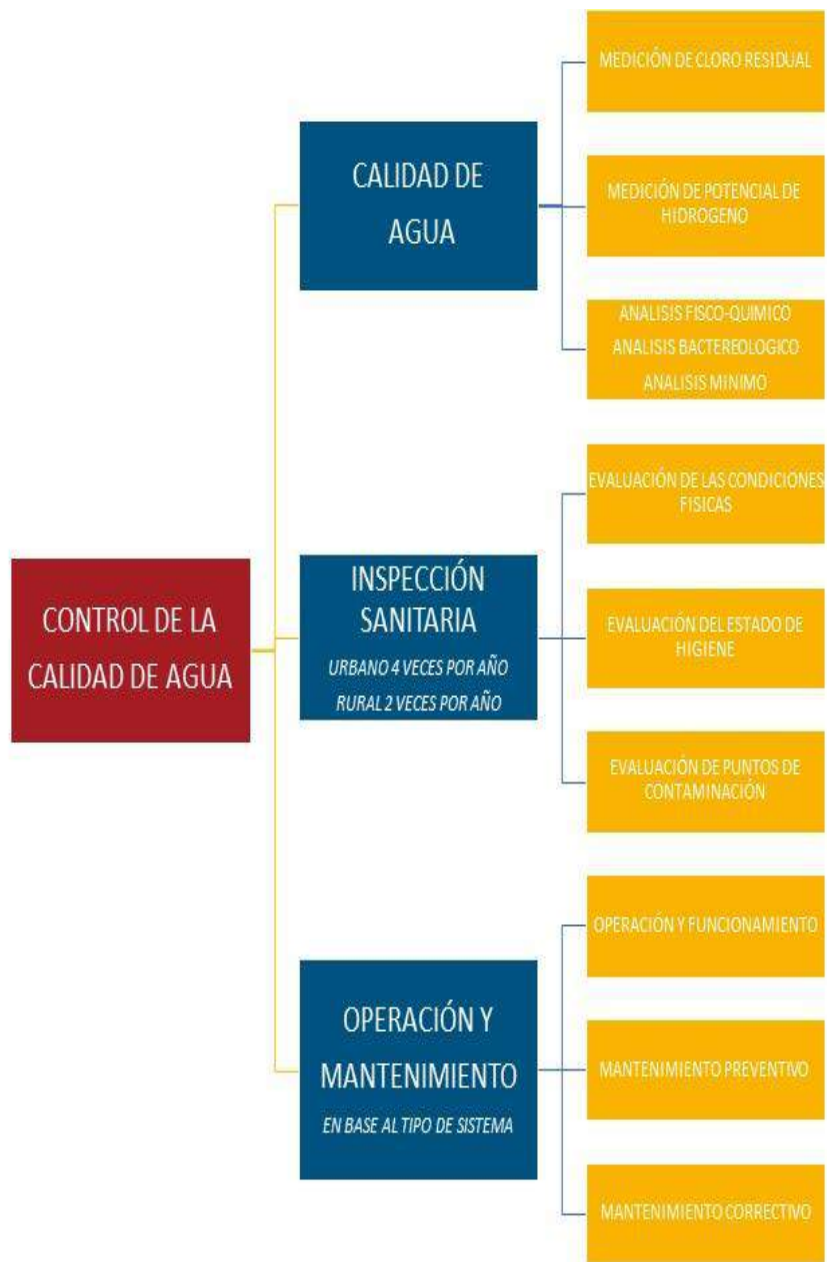 CONTROL DE LA
CALIDAD DE AGUA
CALIDAD DE
AGUA
MEDICIÓN DE CLORO RESIDUAL
MEDICIÓN DE POTENCIAL DE
HIDROGENO
ANALISIS FISCO-QUIMICO
ANALISIS BACTEREOLOGICO
ANALISIS MINIMO
INSPECCIÓN
SANITARIA
URBANO 4 VECES POR AÑO
RURAL 2 VECES POR AÑO
EVALUACIÓN DE LAS CONDICIONES
FISICAS
EVALUACIÓN DEL ESTADO DE
HIGIENE
EVALUACIÓN DE PUNTOS DE
CONTAMINACIÓN
OPERACIÓN Y
MANTENIMIENTO
EN BASE AL TIPO DE SISTEMA
OPERACIÓN Y FUNCIONAMIENTO
MANTENIMIENTO PREVENTIVO
MANTENIMIENTO CORRECTIVO